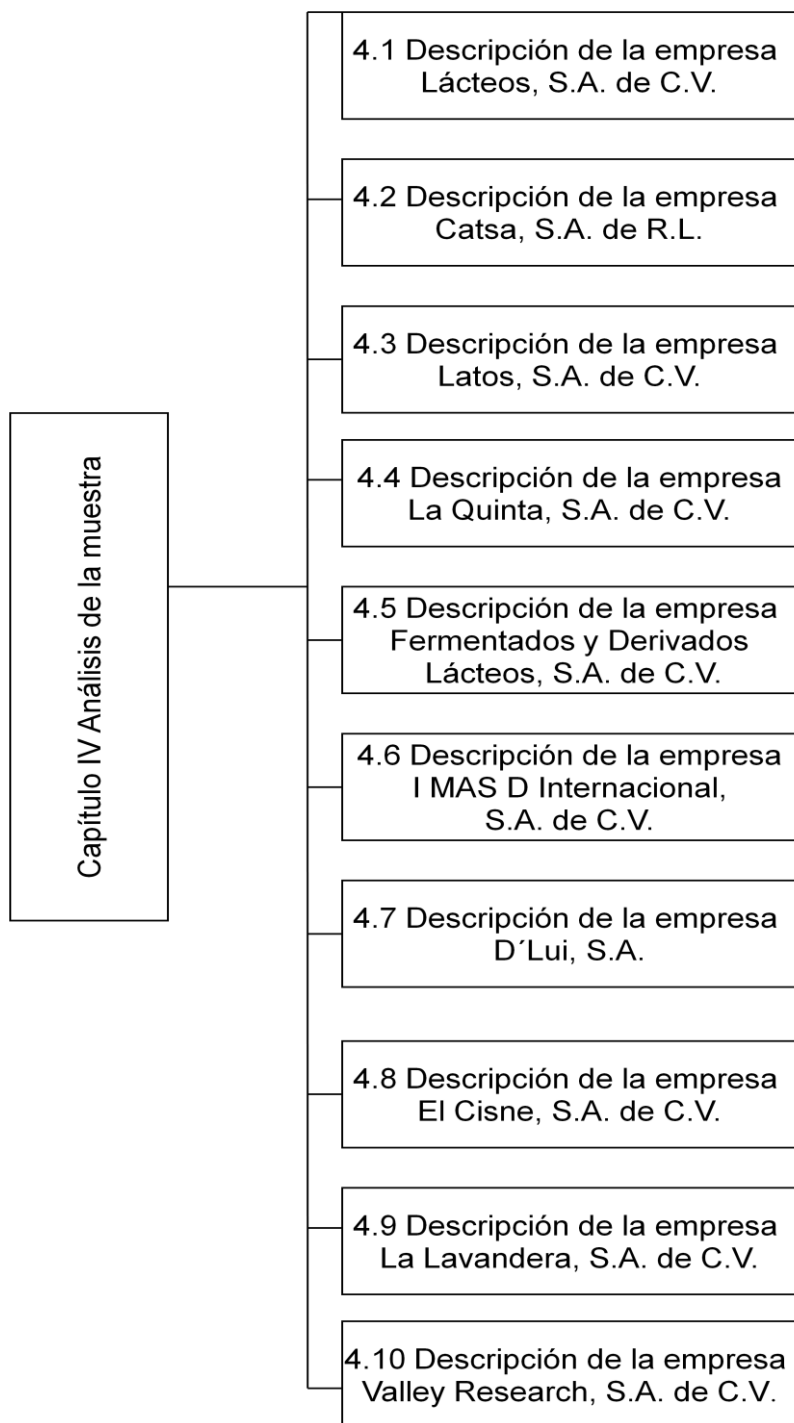 4.1 Descripción de la empresa
Lácteos, S.A. de C.V.
4.2 Descripción de la empresa
Catsa, S.A. de R.L.
4.3 Descripción de la empresa
Latos, S.A. de C.V.
Capítulo IV Análisis de la muestra
4.4 Descripción de la empresa
La Quinta, S.A. de C.V.
4.5 Descripción de la empresa
Fermentados y Derivados
Lácteos, S.A. de C.V.
4.6 Descripción de la empresa
I MAS D Internacional,
S.A. de C.V.
4.7 Descripción de la empresa
D´Lui, S.A.
4.8 Descripción de la empresa
El Cisne, S.A. de C.V.
4.9 Descripción de la empresa
La Lavandera, S.A. de C.V.
4.10 Descripción de la empresa
Valley Research, S.A. de C.V.